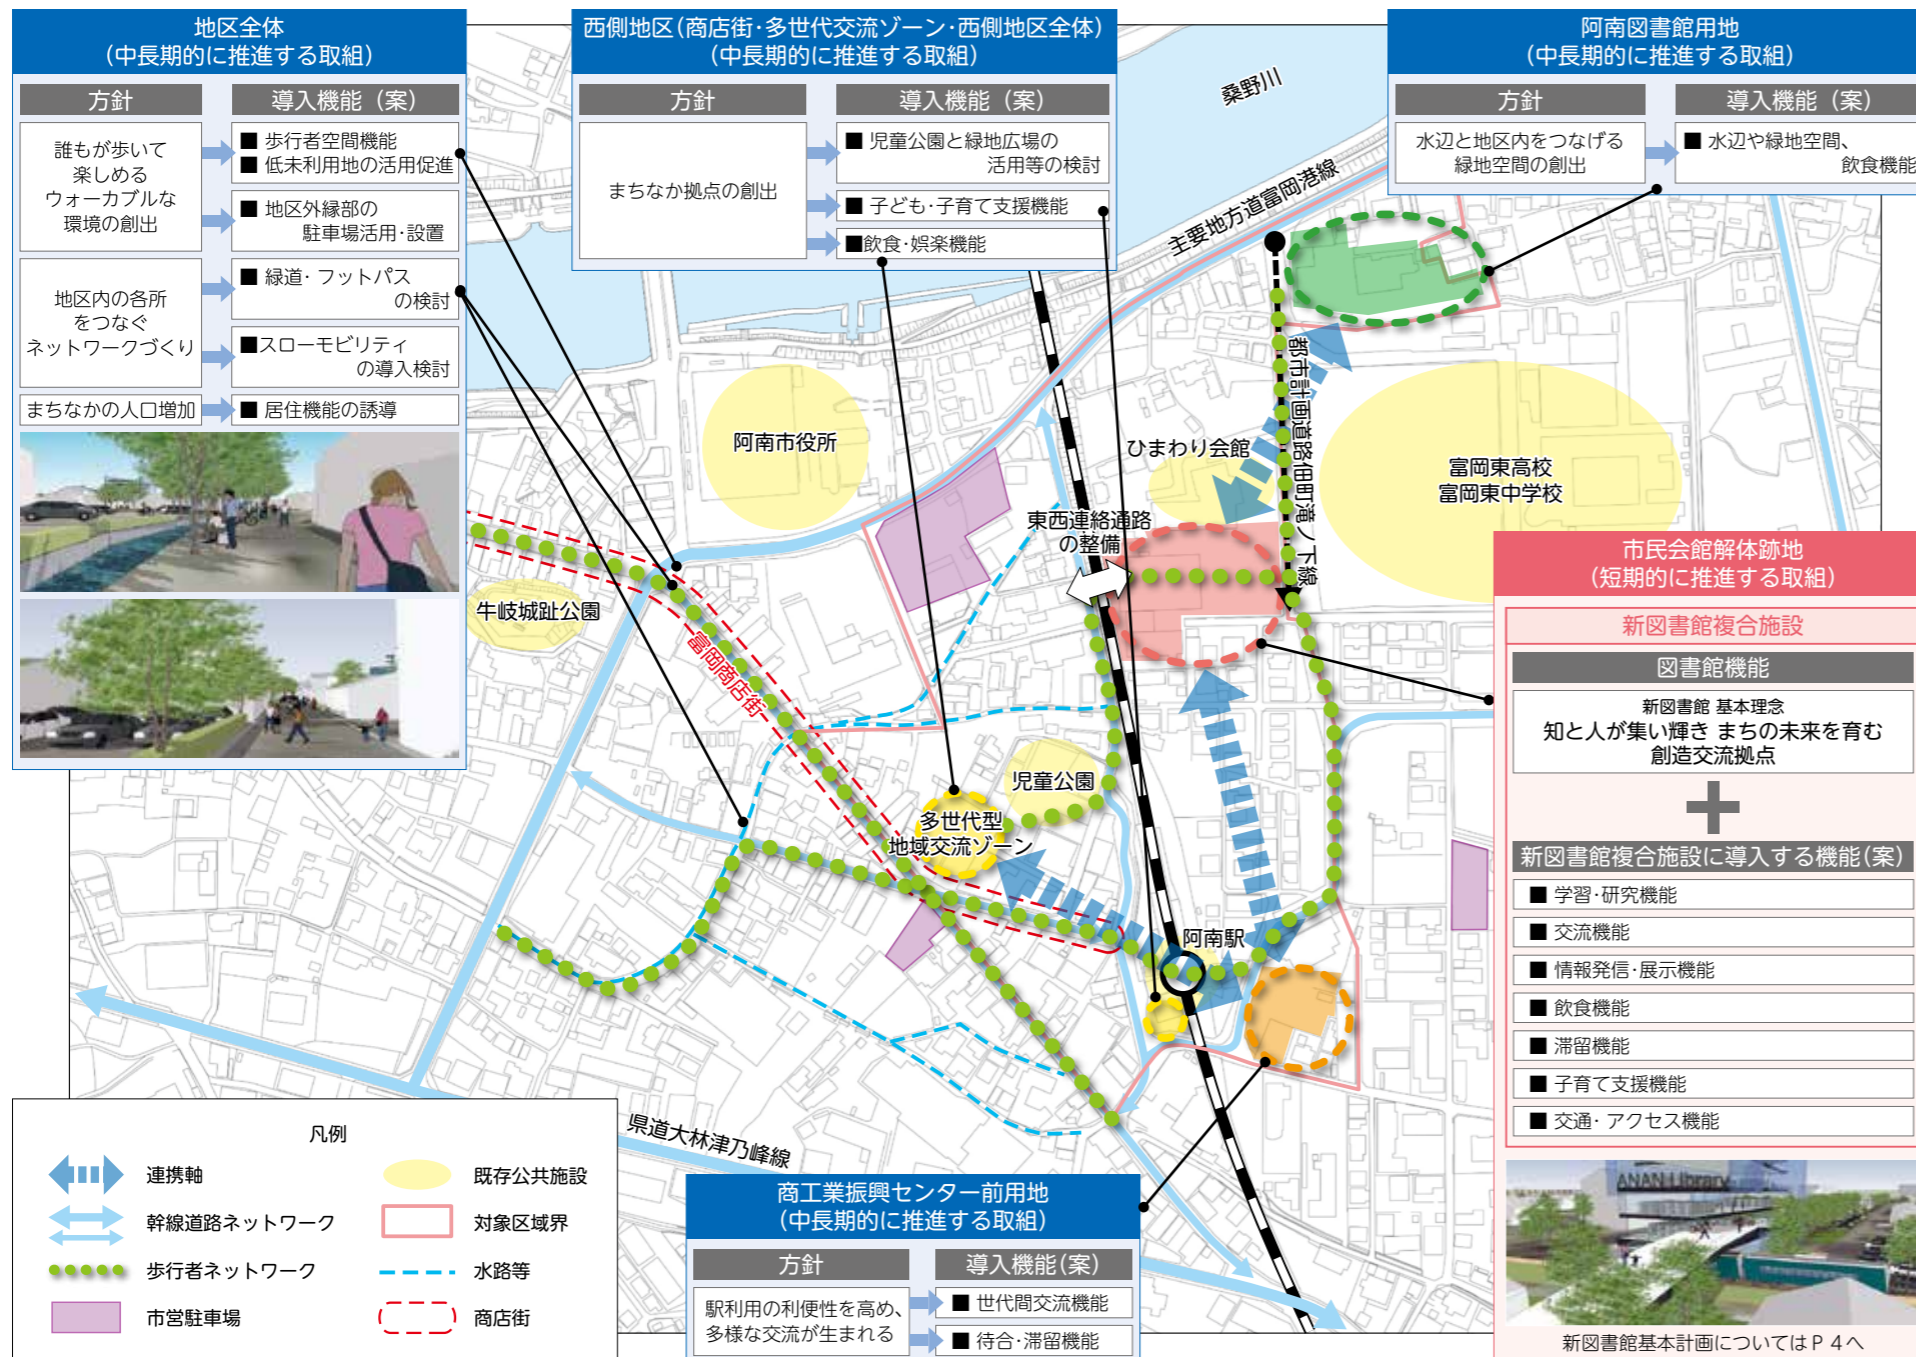 地区全体
(中長期的に推進する取組)
方針
導入機能（案）
誰もが歩いて
楽しめる
ウォーカブルな
環境の創出
■ 歩行者空間機能
■ 低未利用地の活用促進
■ 地区外縁部の
駐車場活用・設置
地区内の各所
をつなぐ
ネットワークづくり
■ 緑道・フットパス
の検討
■スローモビリティ
の導入検討
まちなかの人口増加
■ 居住機能の誘導
西側地区(商店街・多世代交流ゾーン・西側地区全体)
(中長期的に推進する取組)
方針
導入機能（案）
まちなか拠点の創出
■ 児童公園と緑地広場の
活用等の検討
■ 子ども・子育て支援機能
■飲食・娯楽機能
阿南図書館用地
(中長期的に推進する取組)
方針
導入機能（案）
水辺と地区内をつなげる
緑地空間の創出
■ 水辺や緑地空間、
飲食機能
桑野川
主要地方道富岡港線
都市計画道路佃町滝ノ下線
阿南市役所
ひまわり会館
富岡東高校
富岡東中学校
東西連絡通路
の整備
牛岐城趾公園
富岡商店街
児童公園
多世代型
地域交流ゾーン
阿南駅
県道大林津乃峰線
市民会館解体跡地
(短期的に推進する取組)
新図書館複合施設
図書館機能
新図書館 基本理念
知と人が集い輝き まちの未来を育む
創造交流拠点
新図書館複合施設に導入する機能(案)
■ 学習・研究機能
■ 交流機能
■ 情報発信・展示機能
■ 飲食機能
■ 滞留機能
■ 子育て支援機能
■ 交通・アクセス機能
ANAN Library
新図書館基本計画についてはＰ４へ
商工業振興センター前用地
(中長期的に推進する取組)
方針
導入機能(案)
駅利用の利便性を高め、
多様な交流が生まれる
■ 世代間交流機能
■ 待合・滞留機能
凡例
連携軸
幹線道路ネットワーク
歩行者ネットワーク
市営駐車場
既存公共施設
対象区域界
水路等
商店街